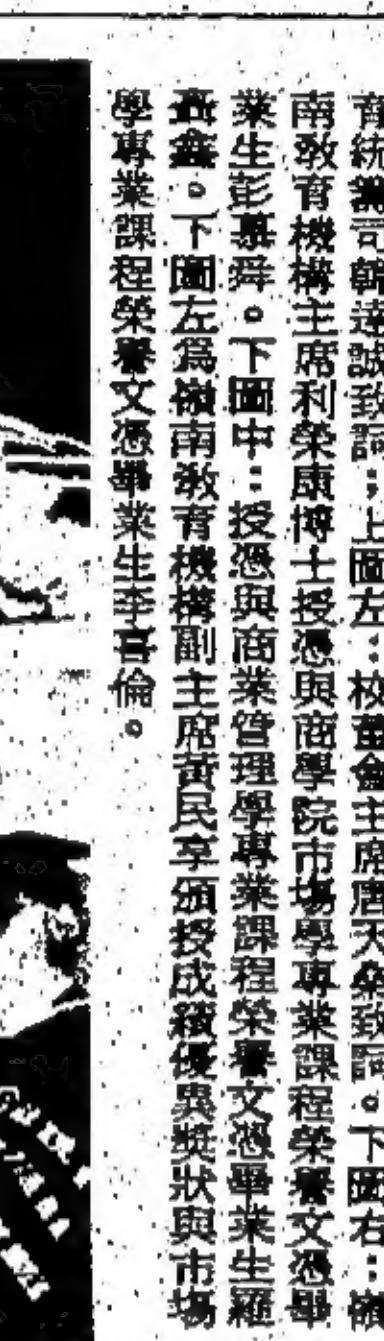 育統籌司韓達誠致詞；上圖左：校董會主席唐天燊致詞。下圖右：嶺
南敎育機構主席利榮康博士授憑與商學院市場學專業課程榮譽文憑畢
業生彭慕舜。下圖中：授憑與商業管理學專業課程榮譽文憑畢業生羅
鑫。下圖左爲嶺南敎育機構副主席黃民享頒授成績優異獎狀與市場
學專業課程榮譽文憑畢業生李百倫。